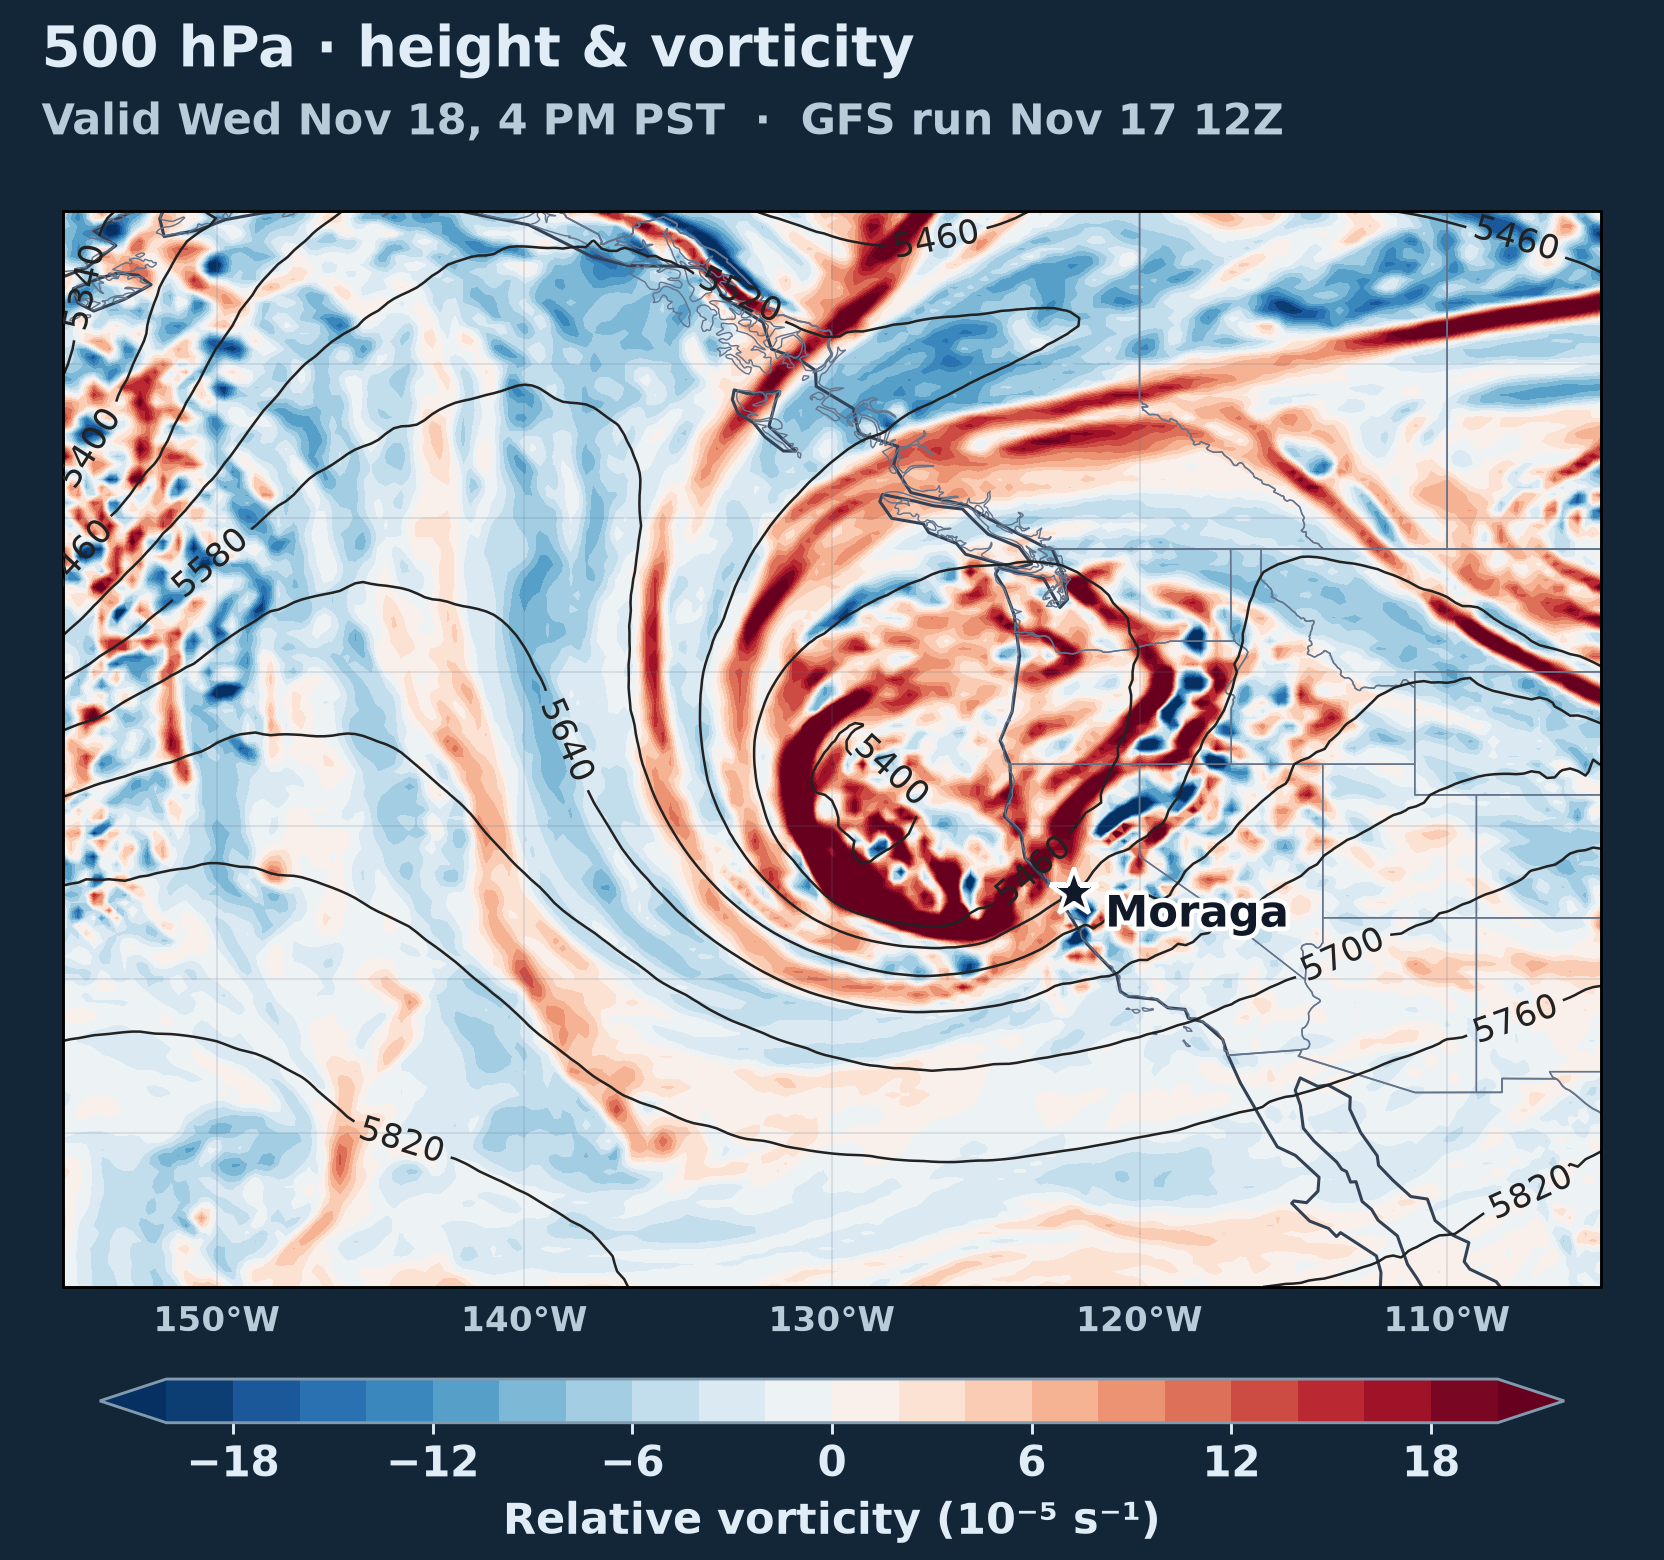 500 hPa · height & vorticity
Valid Wed Nov 18, 4 PM PST · GFS run Nov 17 12Z
5460
5460
5340
5520
5400
460
5580
5640
5400
5460
Moraga
5700
5760
5820
5820
150°W 140°W 130°W 120°W 110°W
−18 −12 −6 0 6 12 18
Relative vorticity (10⁻⁵ s⁻¹)